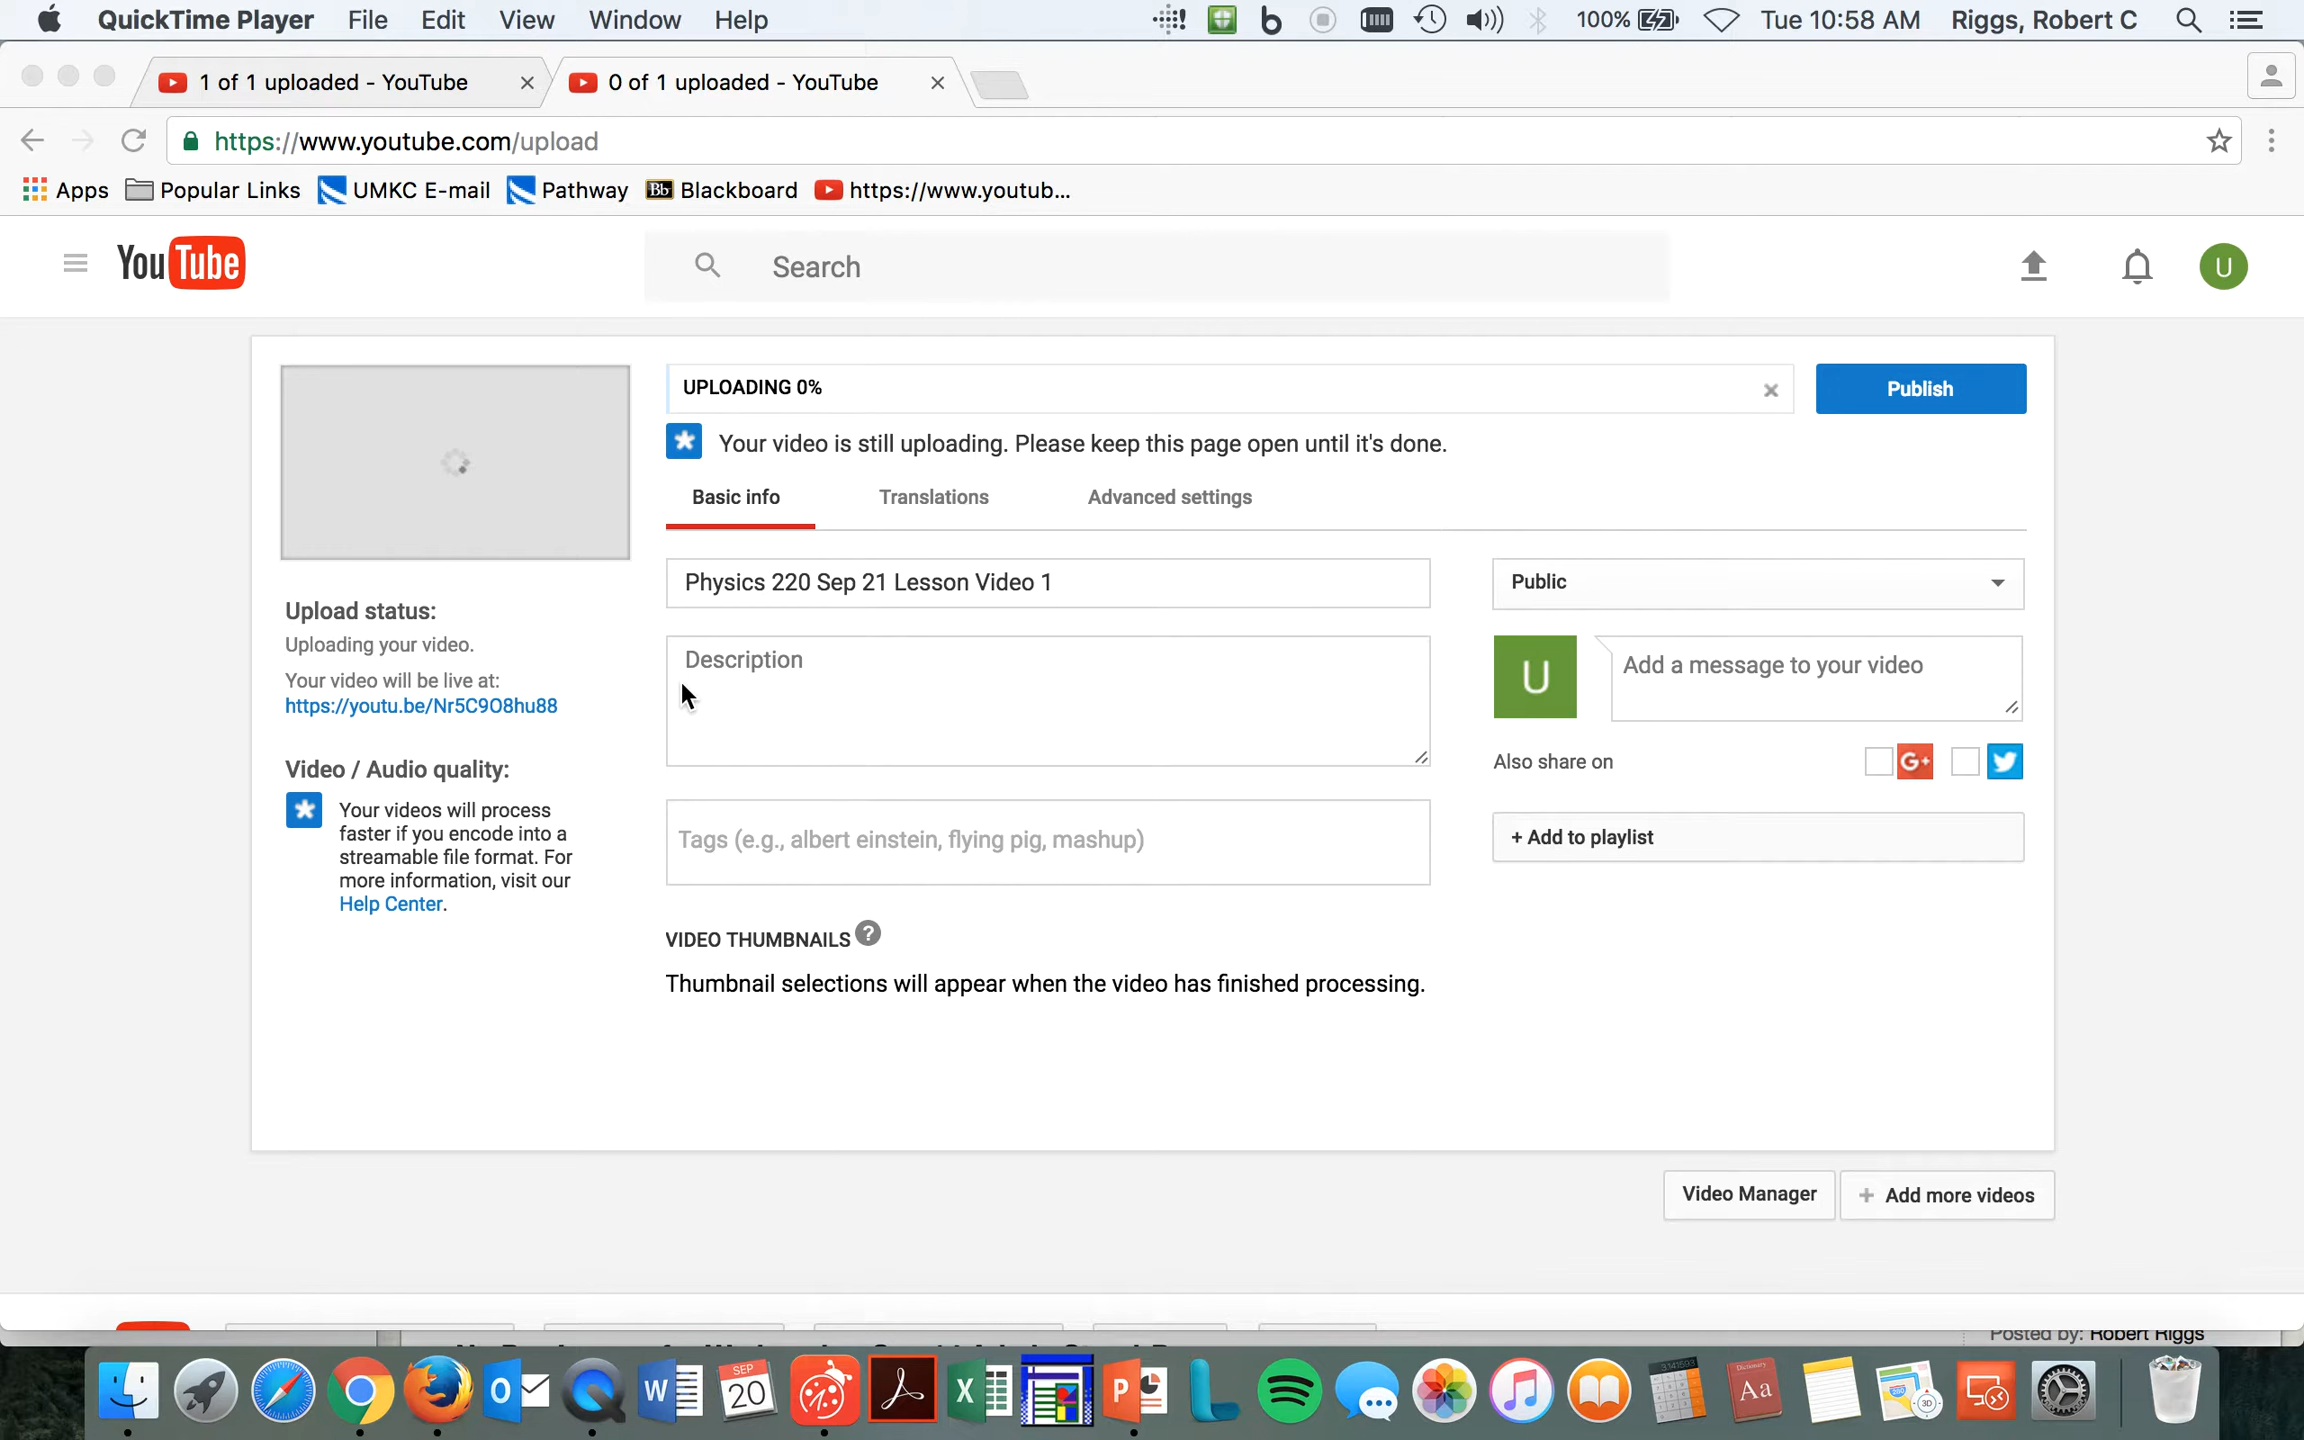 QuickTime Player File Edit View Window Help 100% Tue 10:58 AM Riggs, Robert C
1 of 1 uploaded - YouTube
0 of 1 uploaded - YouTube
https://www.youtube.com/upload
Apps Popular Links UMKC E-mail Pathway Bb Blackboard https://www.youtub...
YouTube
Search
U
UPLOADING 0%
Publish
Your video is still uploading. Please keep this page open until it's done.
Basic info Translations Advanced settings
Physics 220 Sep 21 Lesson Video 1
Public
Upload status:
Uploading your video.
Your video will be live at:
https://youtu.be/Nr5C9O8hu88
Description
U
Add a message to your video
Also share on
G+
Video / Audio quality:
Your videos will process
faster if you encode into a
streamable file format. For
more information, visit our
Help Center.
Tags (e.g., albert einstein, flying pig, mashup)
+ Add to playlist
VIDEO THUMBNAILS ?
Thumbnail selections will appear when the video has finished processing.
Video Manager
+ Add more videos
Posted by: Robert Riggs
SEP
20
Aa
3D